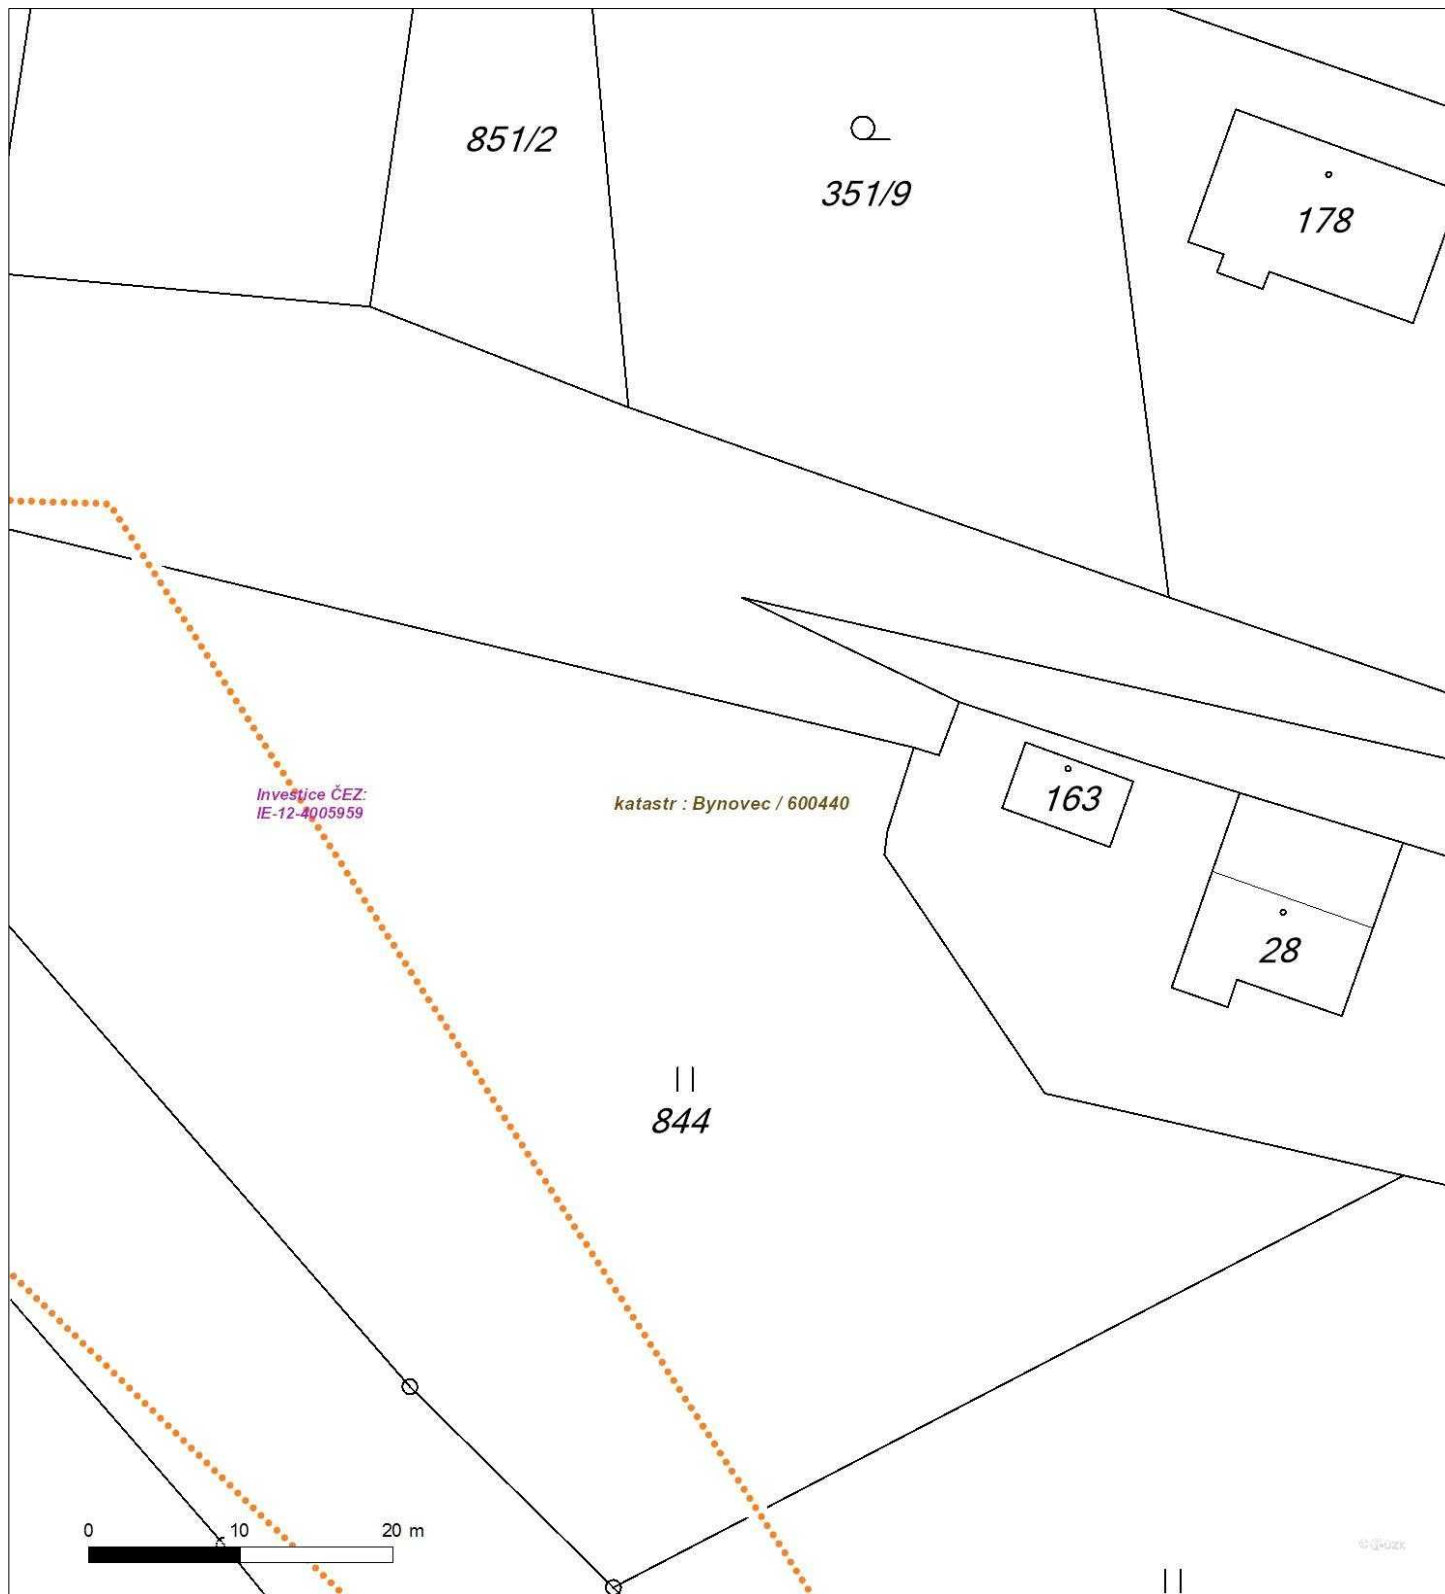 851/2
351/9
178
Investice ČEZ:
IE-12-4005959
katastr : Bynovec / 600440
163
28
844
0 10 20 m